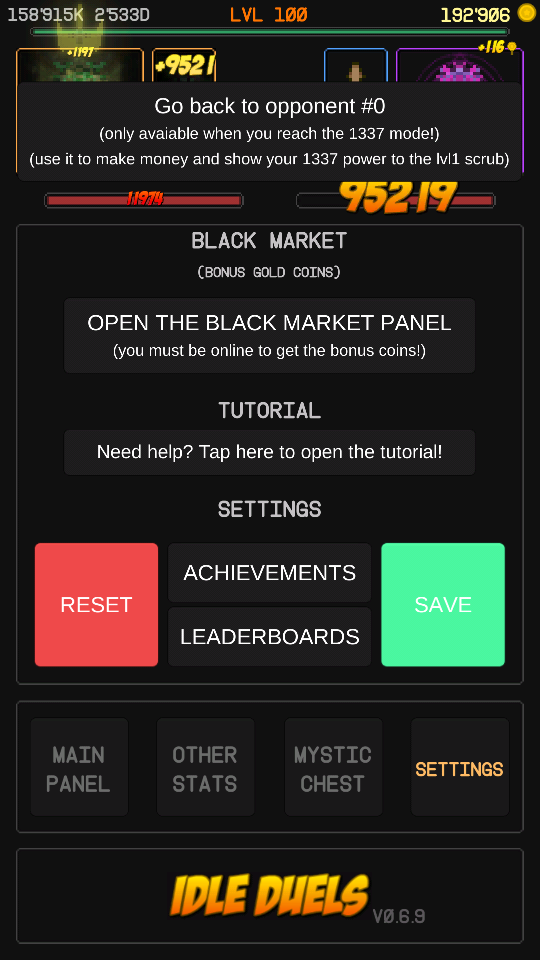 158'915K 2'533D
LVL 100
192'906
+1197
+9521
+116
Go back to opponent #0
(only avaiable when you reach the 1337 mode!)
(use it to make money and show your 1337 power to the lvl1 scrub)
11974
95219
BLACK MARKET
(BONUS GOLD COINS)
OPEN THE BLACK MARKET PANEL
(you must be online to get the bonus coins!)
TUTORIAL
Need help? Tap here to open the tutorial!
SETTINGS
RESET
ACHIEVEMENTS
LEADERBOARDS
SAVE
MAIN
PANEL
OTHER
STATS
MYSTIC
CHEST
SETTINGS
IDLE DUELS
V0.6.9